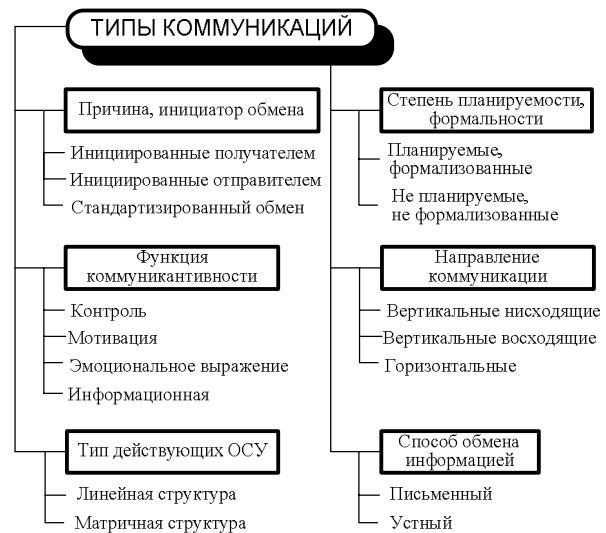 ТИПЫ КОММУНИКАЦИЙ
Причина, инициатор обмена
Инициированные получателем
Инициированные отправителем
Стандартизированный обмен
Функция
коммуникантивности
Контроль
Мотивация
Эмоциональное выражение
Информационная
Тип действующих ОСУ
Линейная структура
Матричная структура
Степень планируемости,
формальности
Планируемые,
формализованные
Не планируемые,
не формализованные
Направление
коммуникации
Вертикальные нисходящие
Вертикальные восходящие
Горизонтальные
Способ обмена
информацией
Письменный
Устный